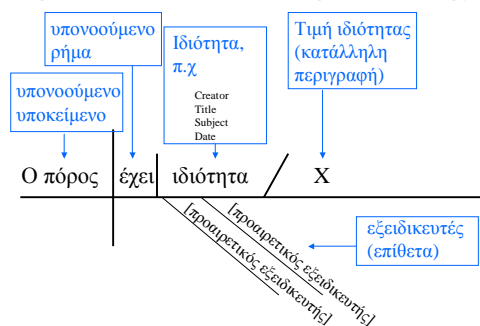 υπονοούμενο
ρήμα
Ιδιότητα,
π.χ
Creator
Title
Subject
Date
Τιμή ιδιότητας
(κατάλληλη
περιγραφή)
υπονοούμενο
υποκείμενο
Ο πόρος έχει ιδιότητα Χ
[προαιρετικός εξειδικευτής]
[προαιρετικός εξειδικευτής]
εξειδικευτές
(επίθετα)